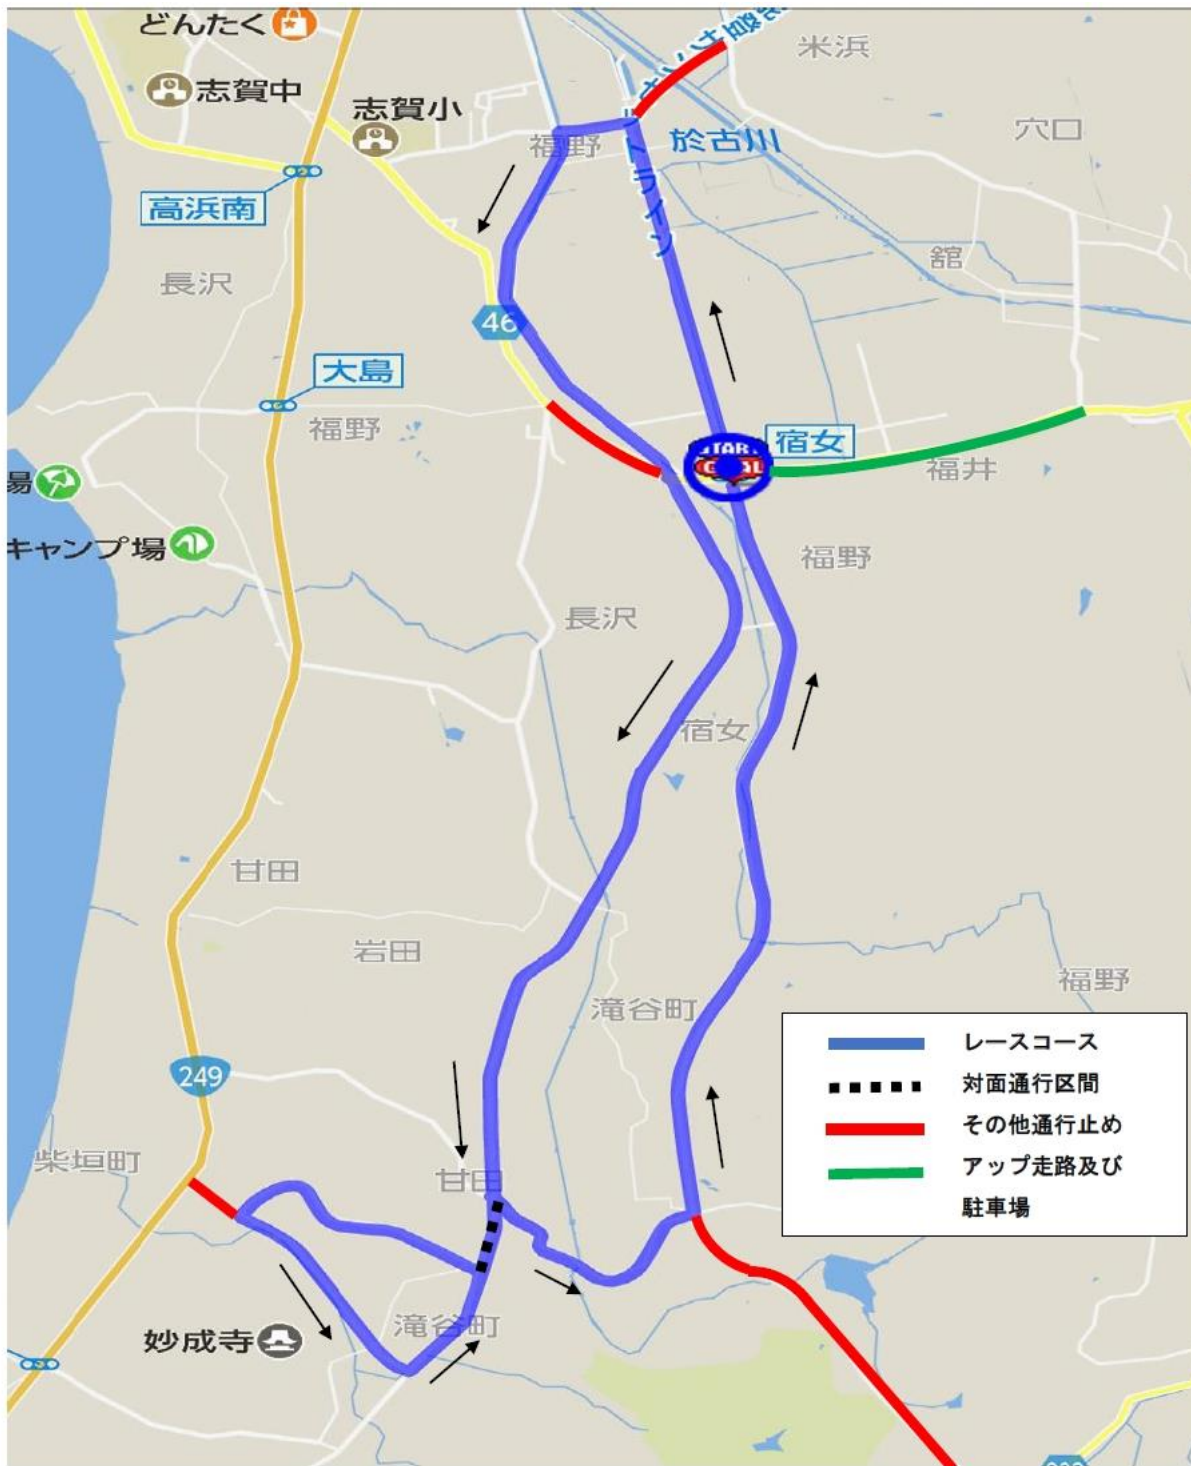 どんたく
米浜
志賀中
志賀小
穴口
福野
於古川
高浜南
ライン
舘
長沢
46
大島
福野
宿女
福井
場
キャンプ場
福野
長沢
宿女
甘田
岩田
福野
滝谷町
249
柴垣町
甘田
滝谷町
妙成寺
レースコース
対面通行区間
その他通行止め
アップ走路及び
駐車場